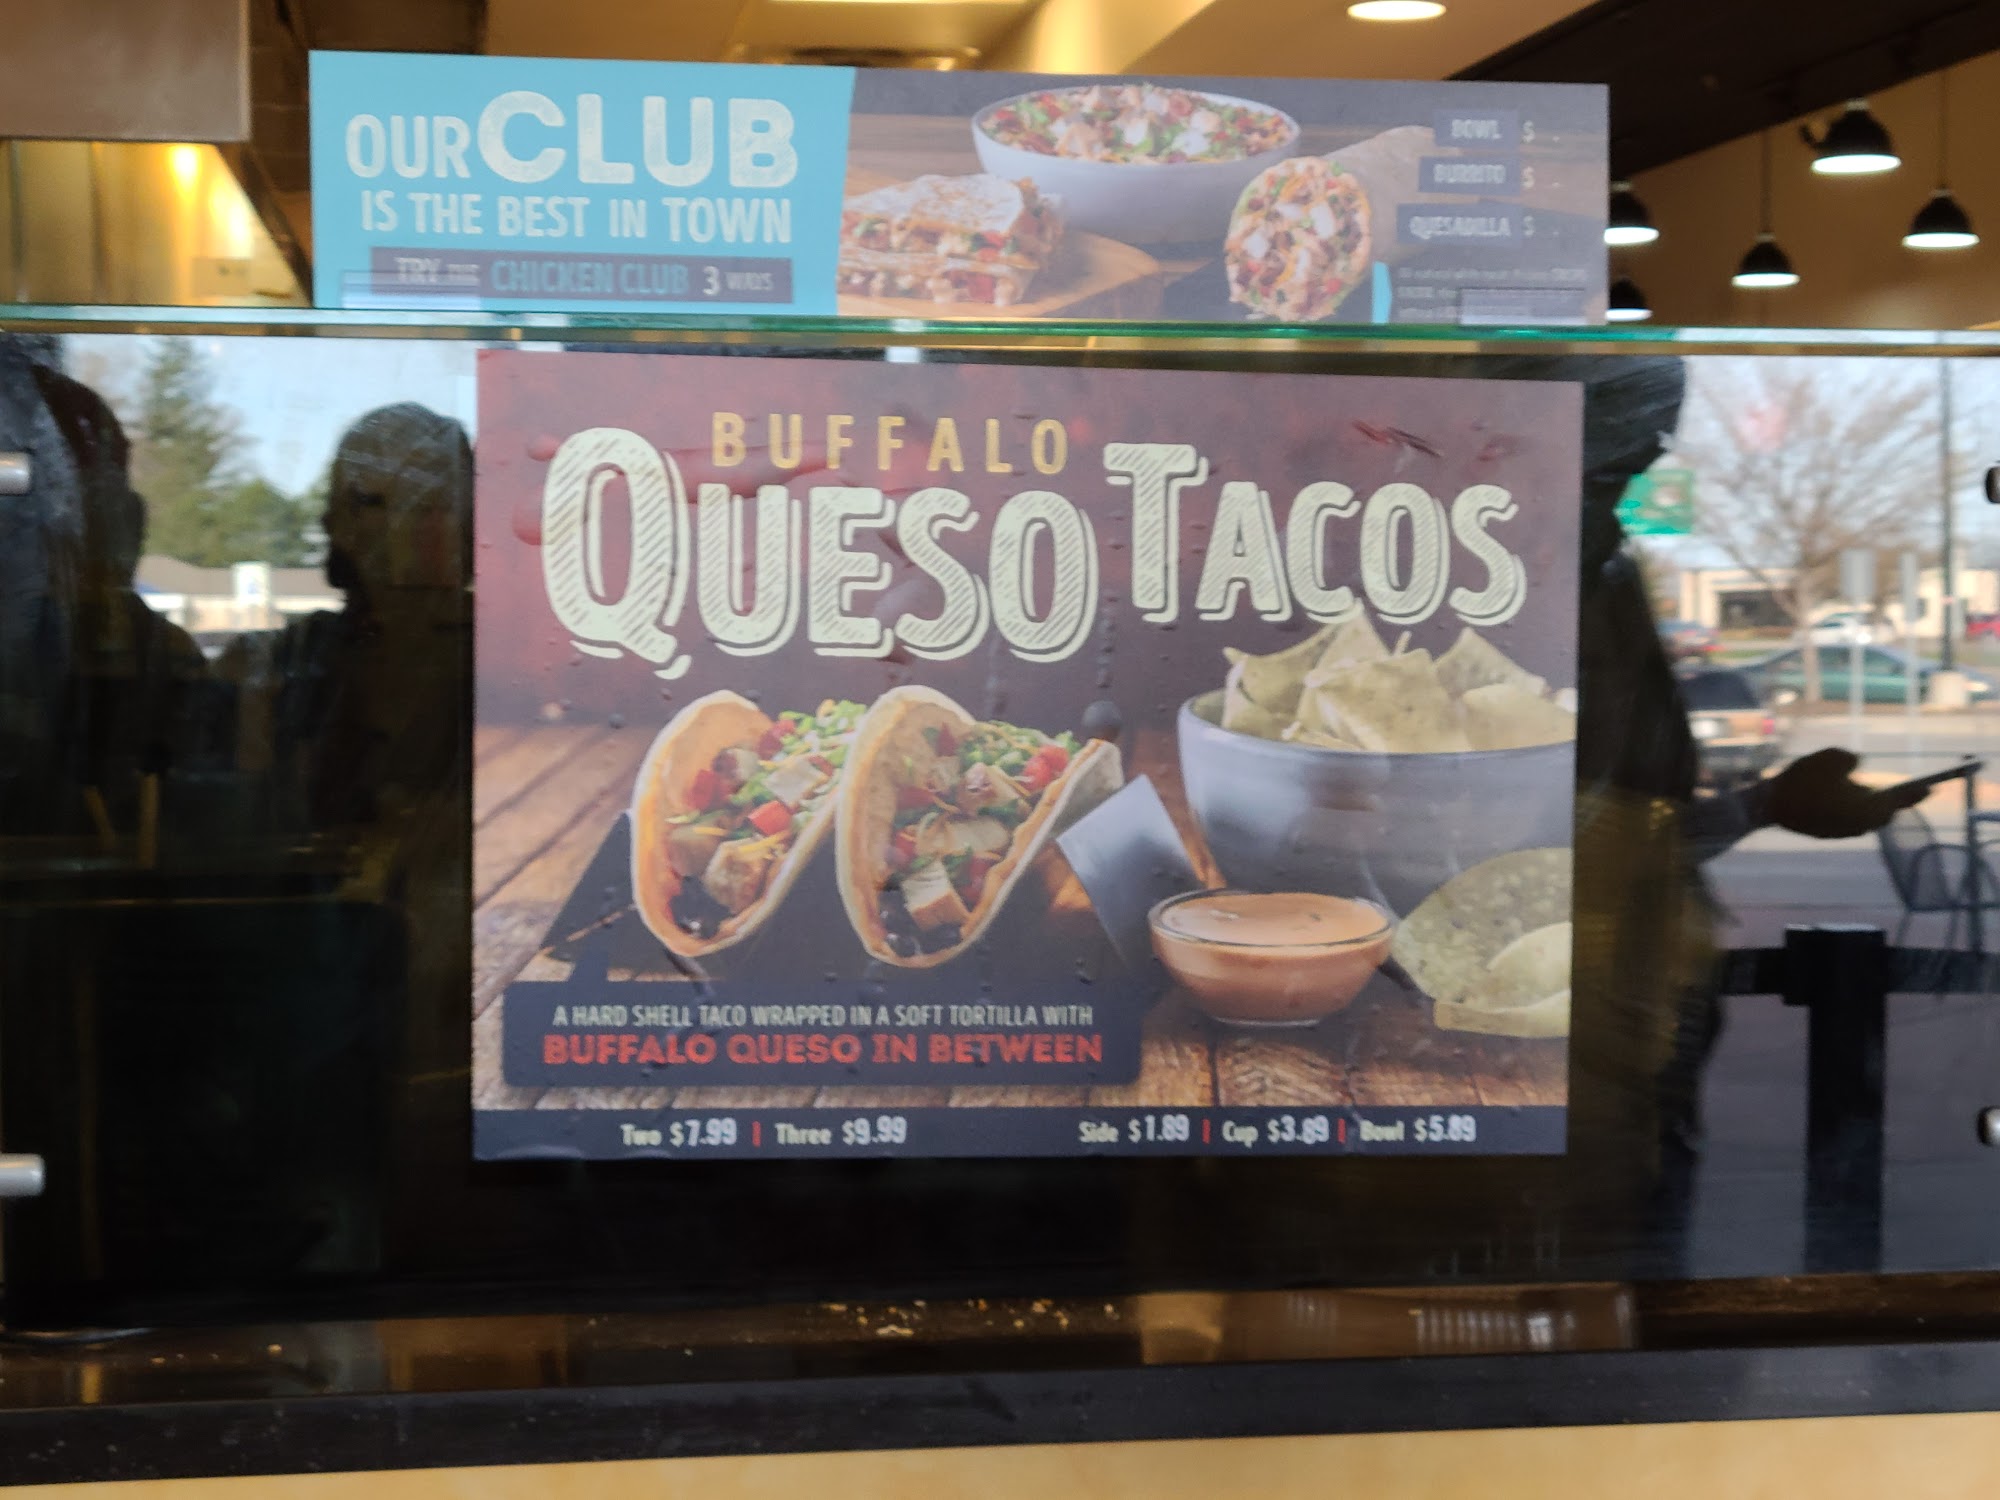 OUR CLUB
IS THE BEST IN TOWN
TRY THE CHICKEN CLUB 3 WAYS
BOWL $ .
BURRITO $ .
QUESADILLA $ .
BUFFALO
QUESO TACOS
A HARD SHELL TACO WRAPPED IN A SOFT TORTILLA WITH
BUFFALO QUESO IN BETWEEN
Two $7.99 | Three $9.99 Side $1.89 | Cup $3.89 | Bowl $5.89